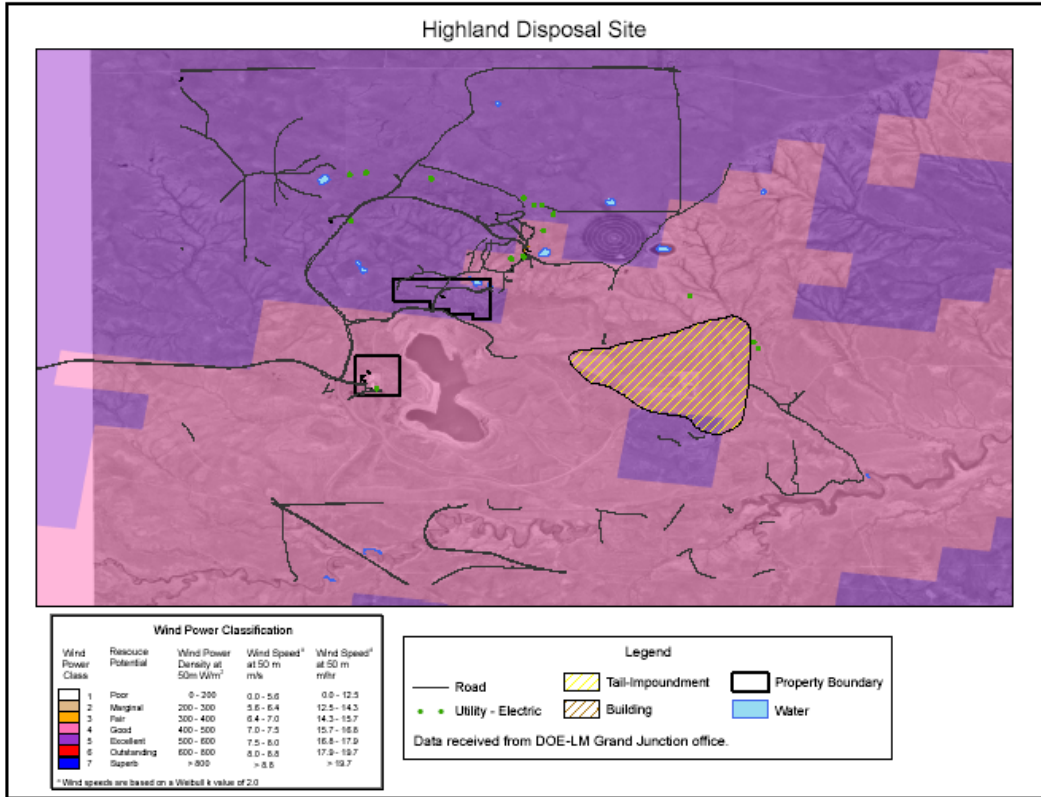 Highland Disposal Site
Wind Power Classification
Wind Power Class Resouce Potential Wind Power Density at 50m W/m² Wind Speedᵃ at 50 m m/s Wind Speedᵃ at 50 m m/hr
1 Poor 0 - 200 0.0 - 5.6 0.0 - 12.5
2 Marginal 200 - 300 5.6 - 6.4 12.5 - 14.3
3 Fair 300 - 400 6.4 - 7.0 14.3 - 15.7
4 Good 400 - 500 7.0 - 7.5 15.7 - 16.8
5 Excellent 500 - 600 7.5 - 8.0 16.8 - 17.9
6 Outstanding 600 - 800 8.0 - 8.8 17.9 - 19.7
7 Superb > 800 > 8.8 > 19.7
ᵃ Wind speeds are based on a Weibull k value of 2.0
Legend
Road Tail-Impoundment Property Boundary
Utility - Electric Building Water
Data received from DOE-LM Grand Junction office.